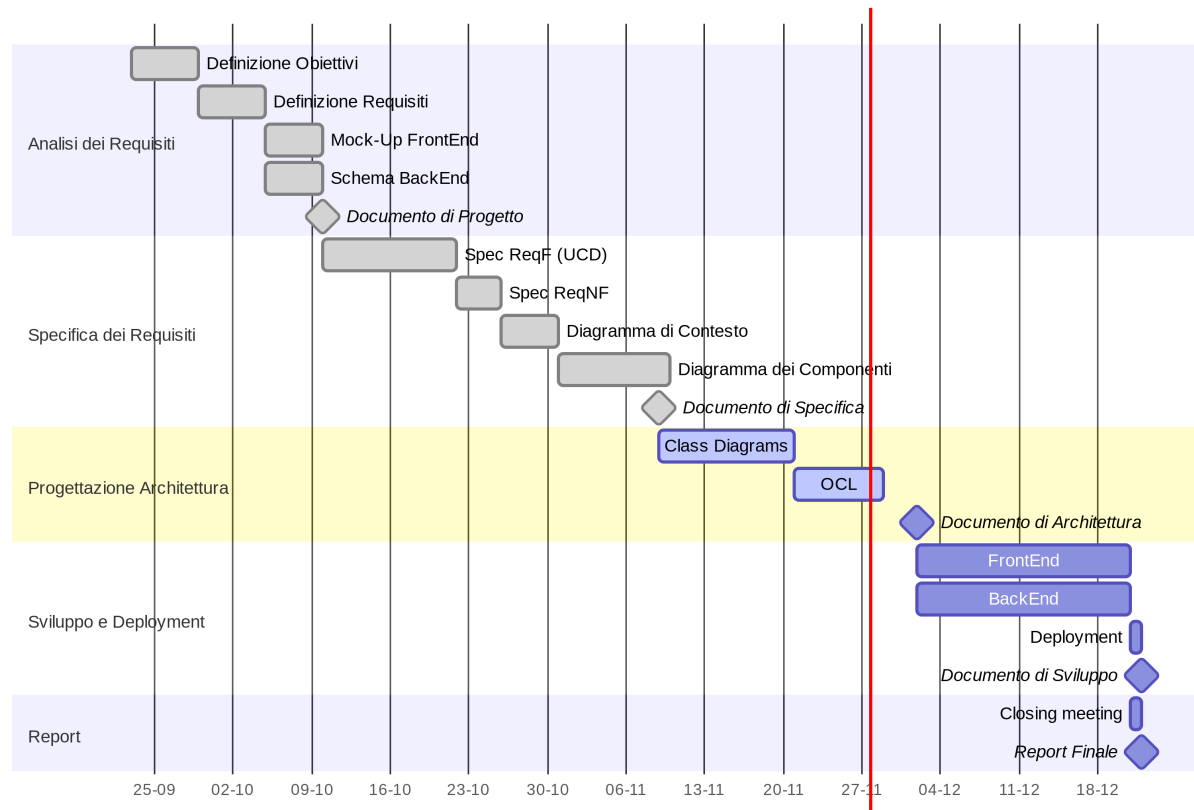 Definizione Obiettivi
Definizione Requisiti
Mock-Up FrontEnd
Analisi dei Requisiti
Schema BackEnd
Documento di Progetto
Spec ReqF (UCD)
Spec ReqNF
Specifica dei Requisiti
Diagramma di Contesto
Diagramma dei Componenti
Documento di Specifica
Class Diagrams
Progettazione Architettura
OCL
Documento di Architettura
FrontEnd
BackEnd
Sviluppo e Deployment
Deployment
Documento di Sviluppo
Closing meeting
Report
Report Finale
25-09 02-10 09-10 16-10 23-10 30-10 06-11 13-11 20-11 27-11 04-12 11-12 18-12